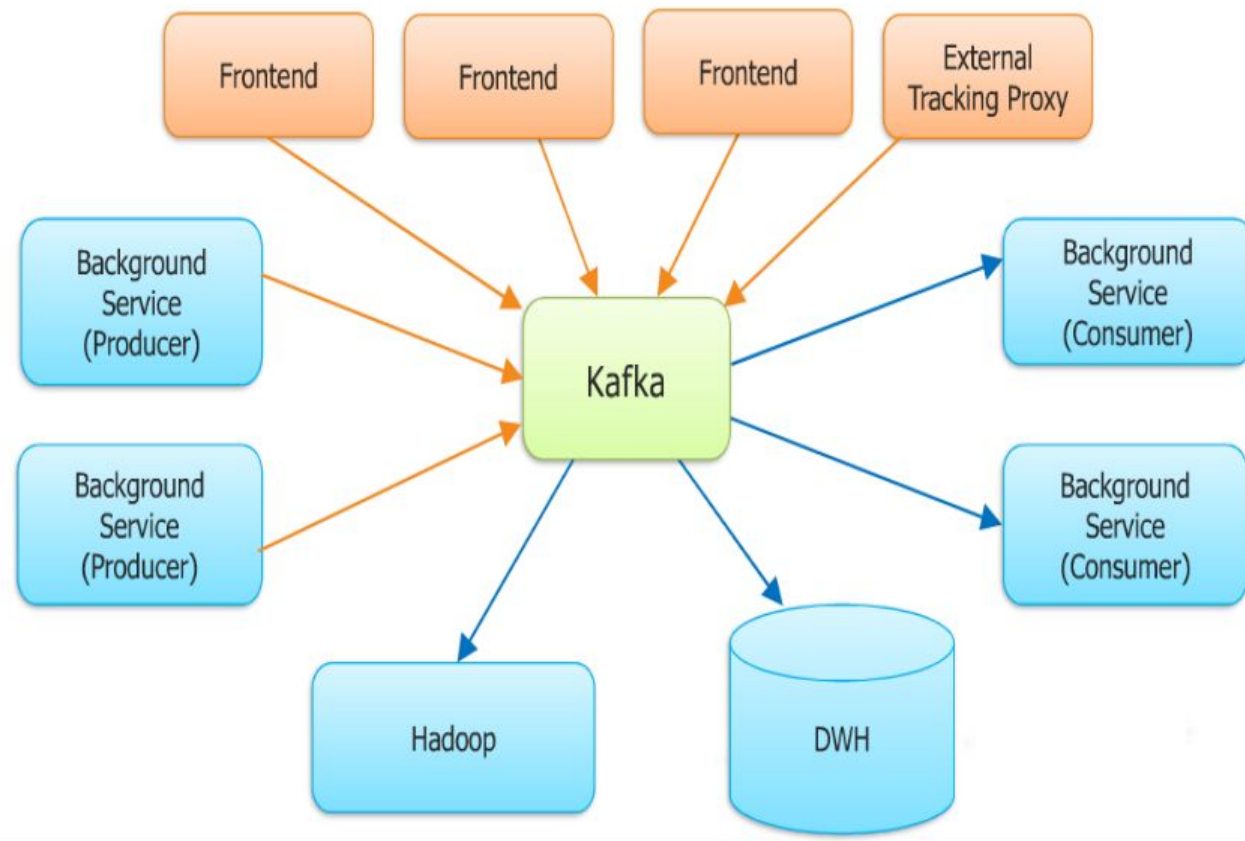 Frontend
Frontend
Frontend
External
Tracking Proxy
Background
Service
(Producer)
Background
Service
(Consumer)
Kafka
Background
Service
(Producer)
Background
Service
(Consumer)
Hadoop
DWH